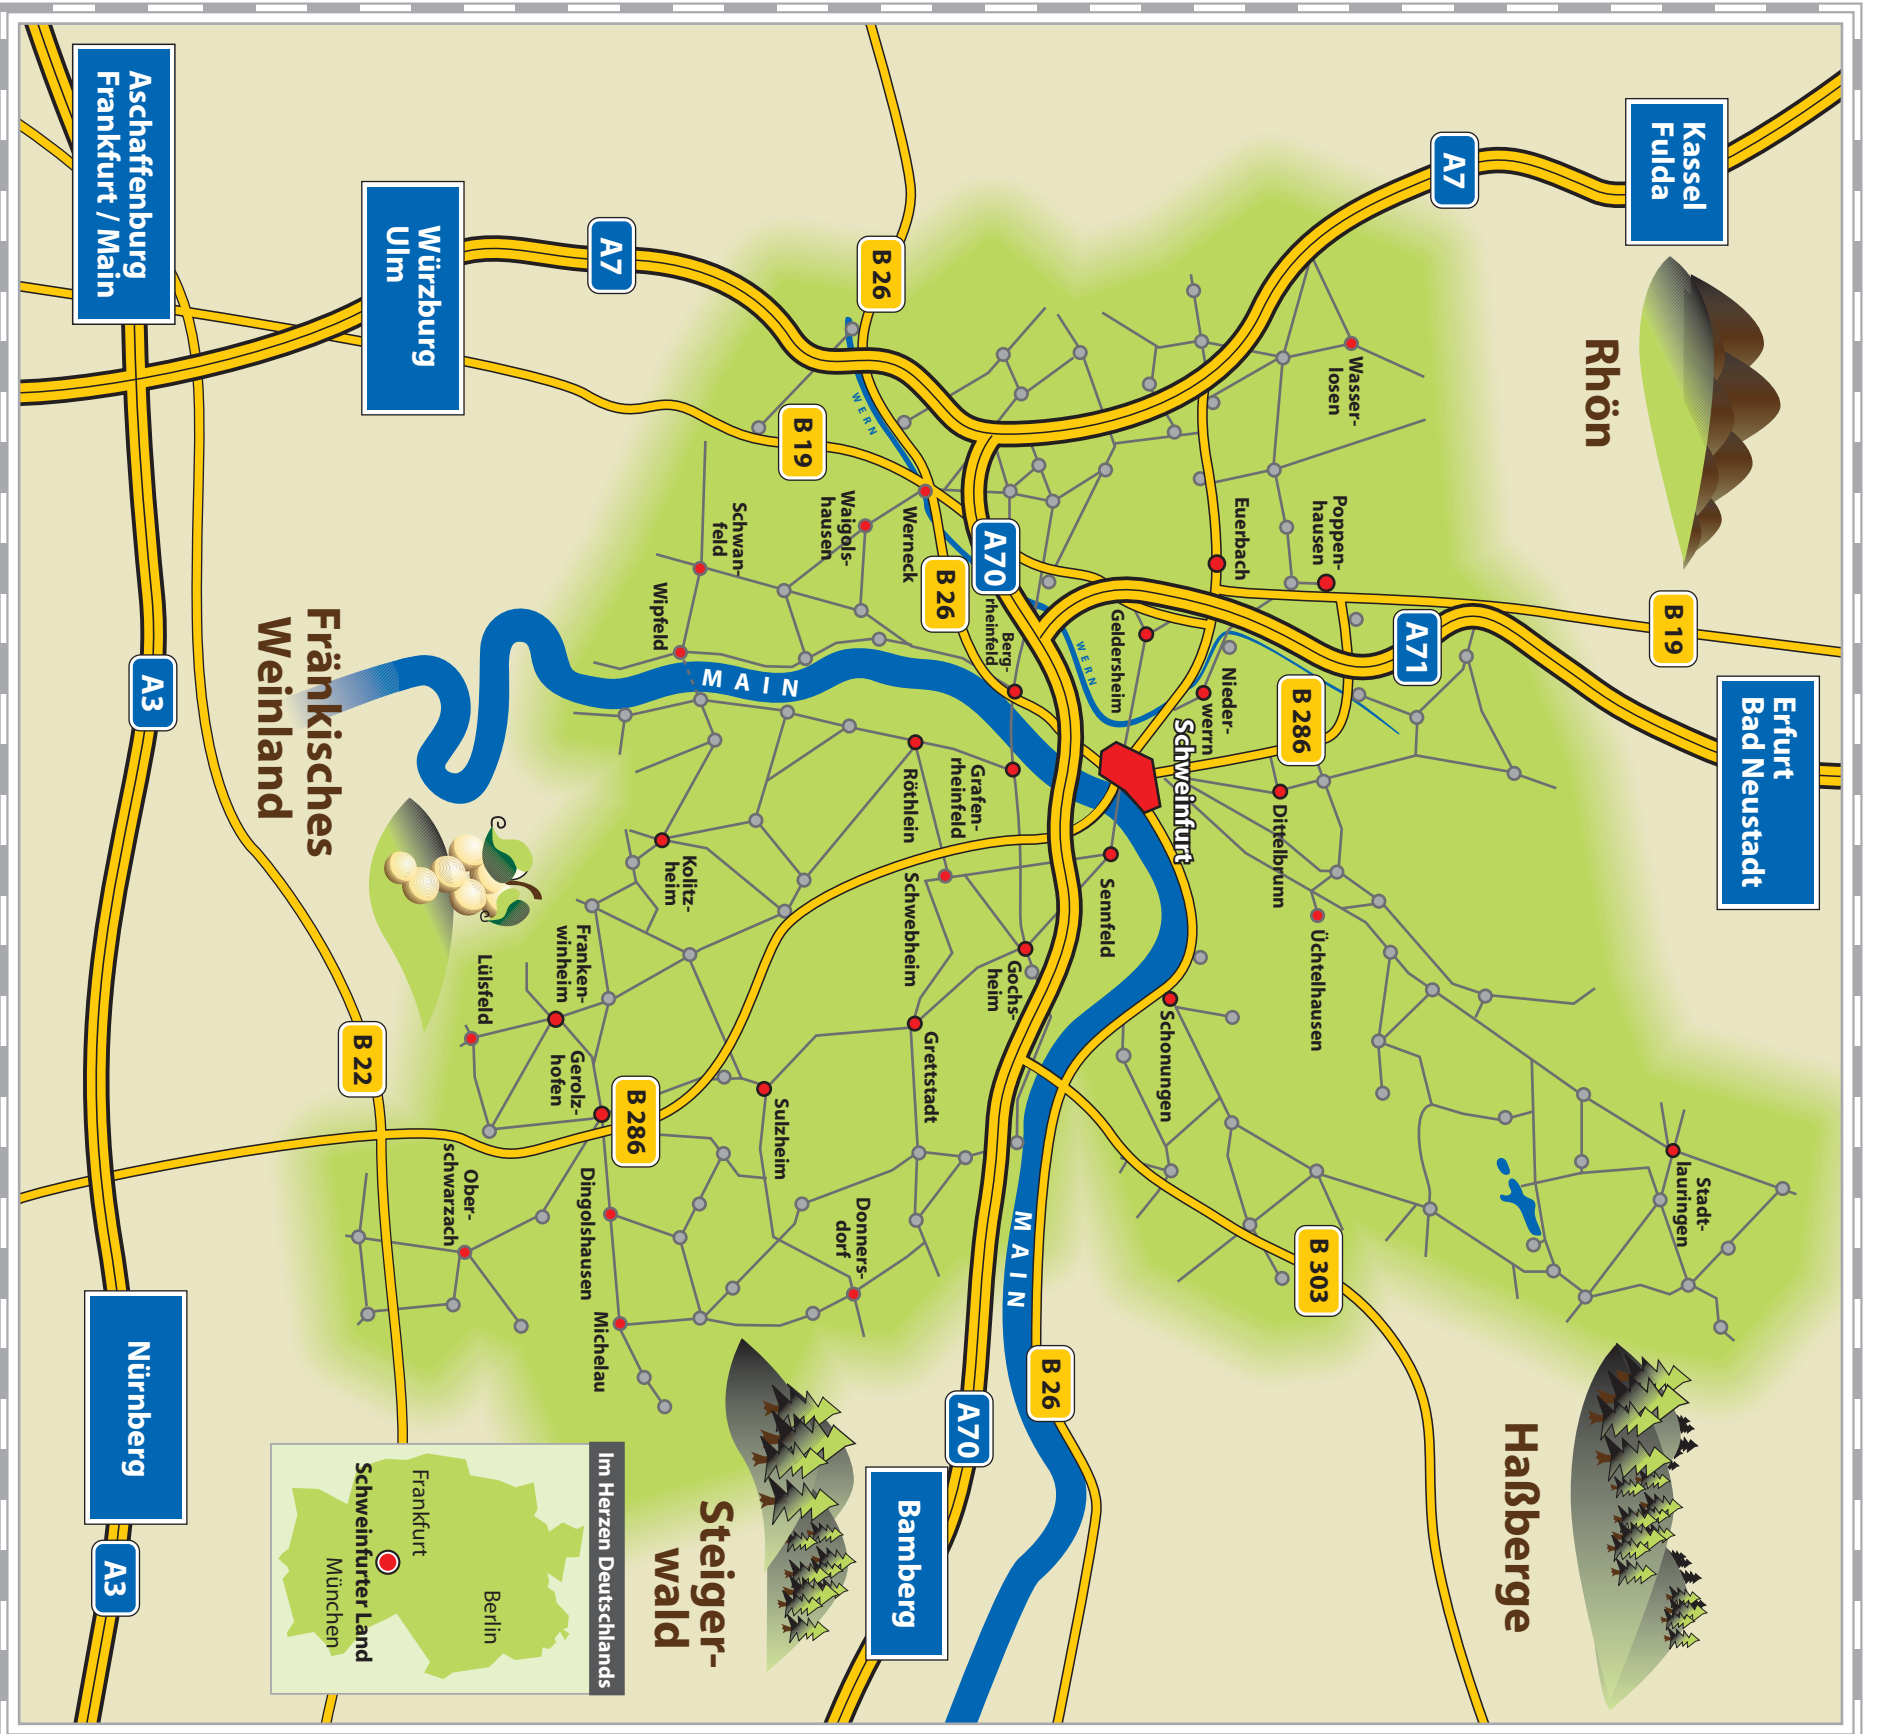 Kassel
Fulda
A7
Rhön
Wasser-
losen
Poppen-
hausen
Euerbach
B 19
A71
Erfurt
Bad Neustadt
B 286
Nieder-
werrn
Geldersheim
WERN
Schweinfurt
Dittelbrunn
Üchtelhausen
Schonungen
Stadt-
lauringen
B 303
Haßberge
Aschaffenburg
Frankfurt / Main
Würzburg
Ulm
A7
B 26
WERN
B 19
Werneck
Waigols-
hausen
Schwan-
feld
Wipfeld
A70
B 26
Berg-
rheinfeld
MAIN
Grafen-
rheinfeld
Röthlein
Schwebheim
Sennfeld
Gochs-
heim
Grettstadt
Kolitz-
heim
Franken-
winheim
Lülsfeld
Gerolz-
hofen
B 286
Sulzheim
Donners-
dorf
Dingolshausen
Michelau
Ober-
schwarzach
Fränkisches
Weinland
A3
B 22
MAIN
B 26
A70
Bamberg
Steiger-
wald
Nürnberg
A3
Im Herzen Deutschlands
Berlin
Frankfurt
Schweinfurter Land
München